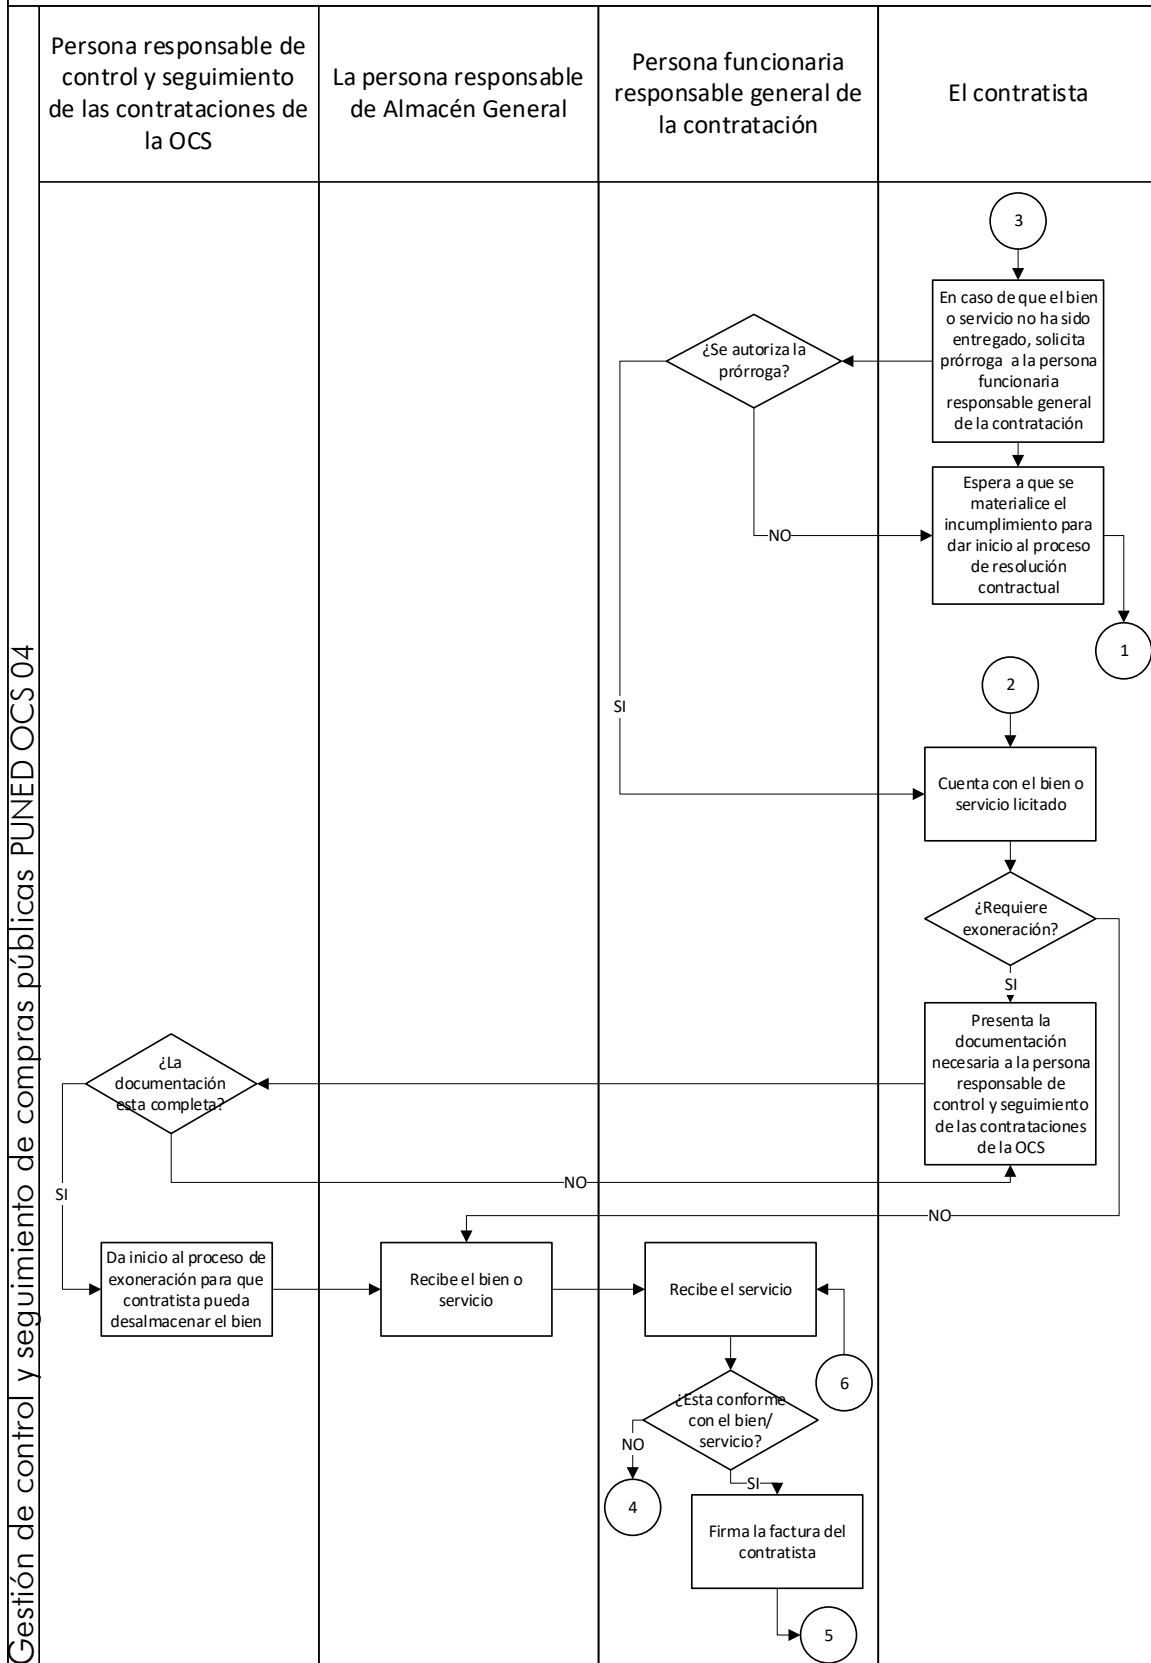 Gestión de control y seguimiento de compras públicas PUNED OCS 04
Persona responsable de
control y seguimiento
de las contrataciones de
la OCS
La persona responsable
de Almacén General
Persona funcionaria
responsable general de
la contratación
El contratista
3
En caso de que el bien
o servicio no ha sido
entregado, solicita
prórroga a la persona
funcionaria
responsable general
de la contratación
¿Se autoriza la
prórroga?
Espera a que se
materialice el
incumplimiento para
dar inicio al proceso
de resolución
contractual
NO
1
2
SI
Cuenta con el bien o
servicio licitado
¿Requiere
exoneración?
SI
Presenta la
documentación
necesaria a la persona
responsable de
control y seguimiento
de las contrataciones
de la OCS
¿La
documentación
esta completa?
NO
SI
NO
Da inicio al proceso de
exoneración para que
contratista pueda
desalmacenar el bien
Recibe el bien o
servicio
Recibe el servicio
6
¿Esta conforme
con el bien/
servicio?
NO
SI
4
Firma la factura del
contratista
5